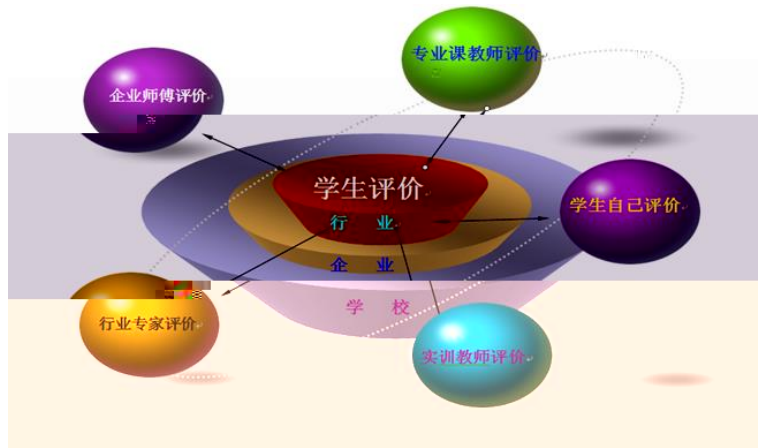 专业课教师评价
企业师傅评价
学生评价
学生自己评价
行 业
企 业
学 校
行业专家评价
实训教师评价